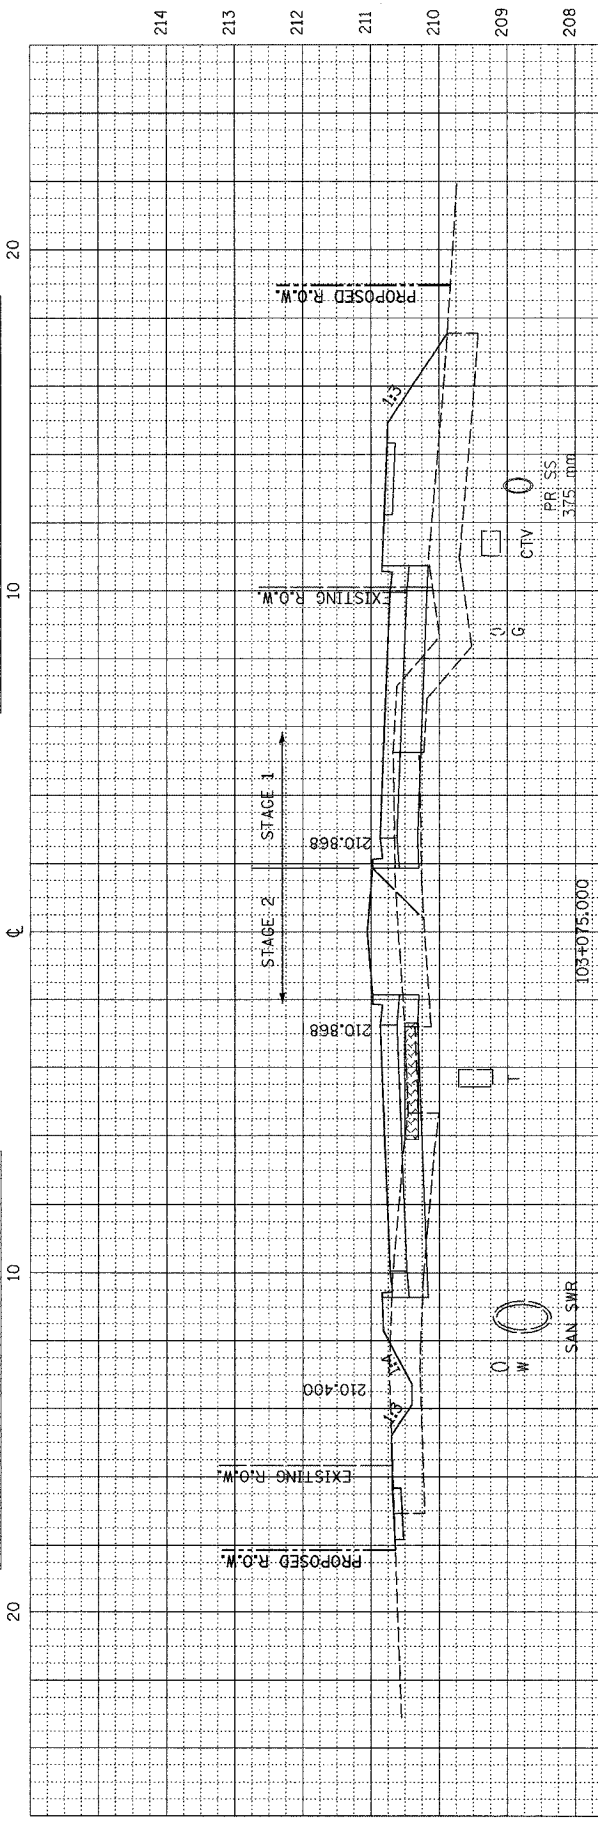 214
213
212
211
210
209
208
20
10
℄
10
20
PROPOSED R.O.W.
1:3
EXISTING R.O.W.
PR SS
375 mm
CTV
G
STAGE 2
STAGE 1
210.868
210.868
103+075.000
T
SAN SWR
W
210.400
1:4
1:3
EXISTING R.O.W.
PROPOSED R.O.W.